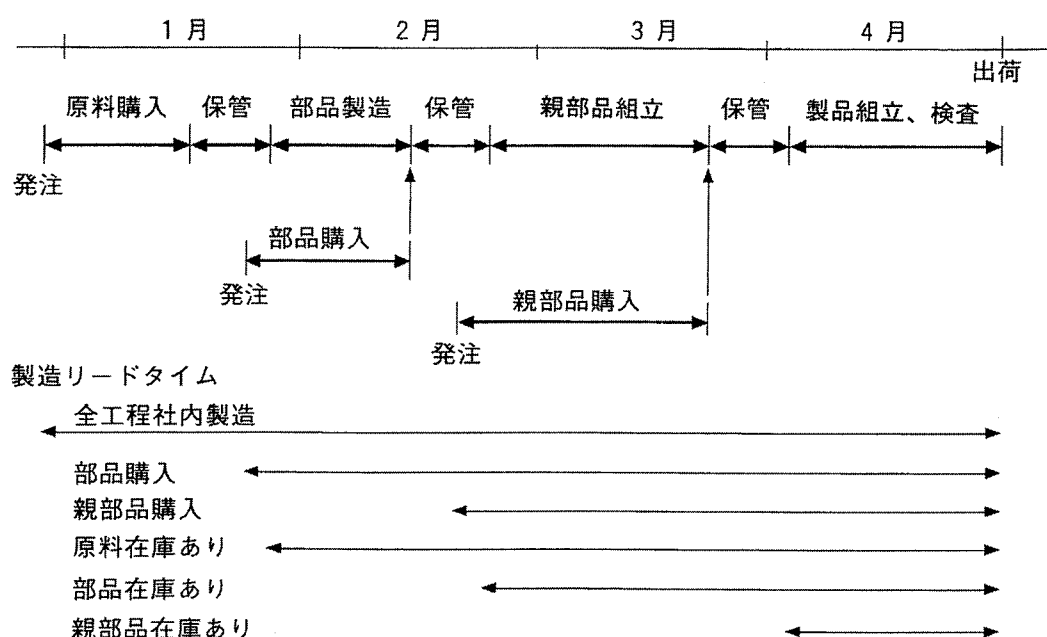 1月 2月 3月 4月
出荷
原料購入 保管 部品製造 保管 親部品組立 保管 製品組立、検査
発注
部品購入
発注
親部品購入
発注
製造リードタイム
全工程社内製造
部品購入
親部品購入
原料在庫あり
部品在庫あり
親部品在庫あり